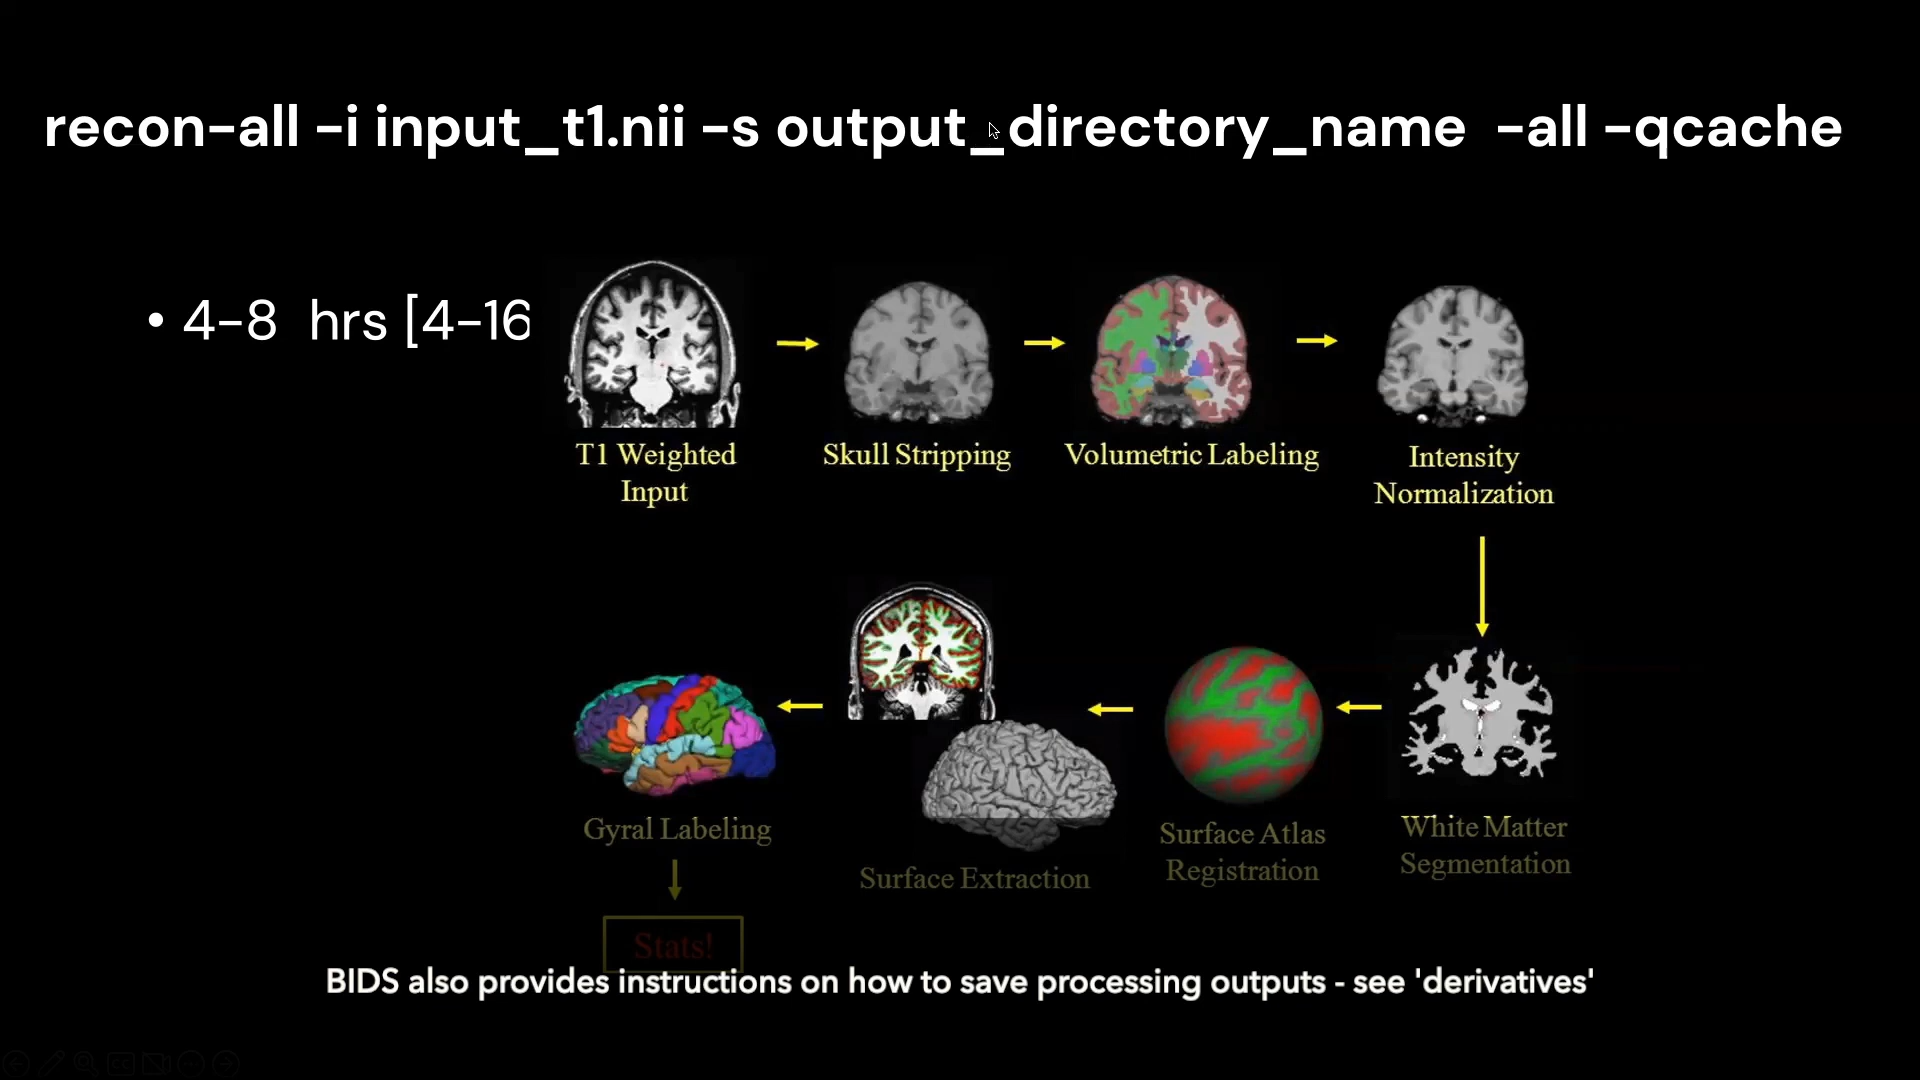 recon-all -i input_t1.nii -s output_directory_name -all -qcache
• 4-8 hrs [4-16
T1 Weighted
Input
Skull Stripping
Volumetric Labeling
Intensity
Normalization
Gyral Labeling
Surface Extraction
Surface Atlas
Registration
White Matter
Segmentation
Stats!
BIDS also provides instructions on how to save processing outputs - see 'derivatives'